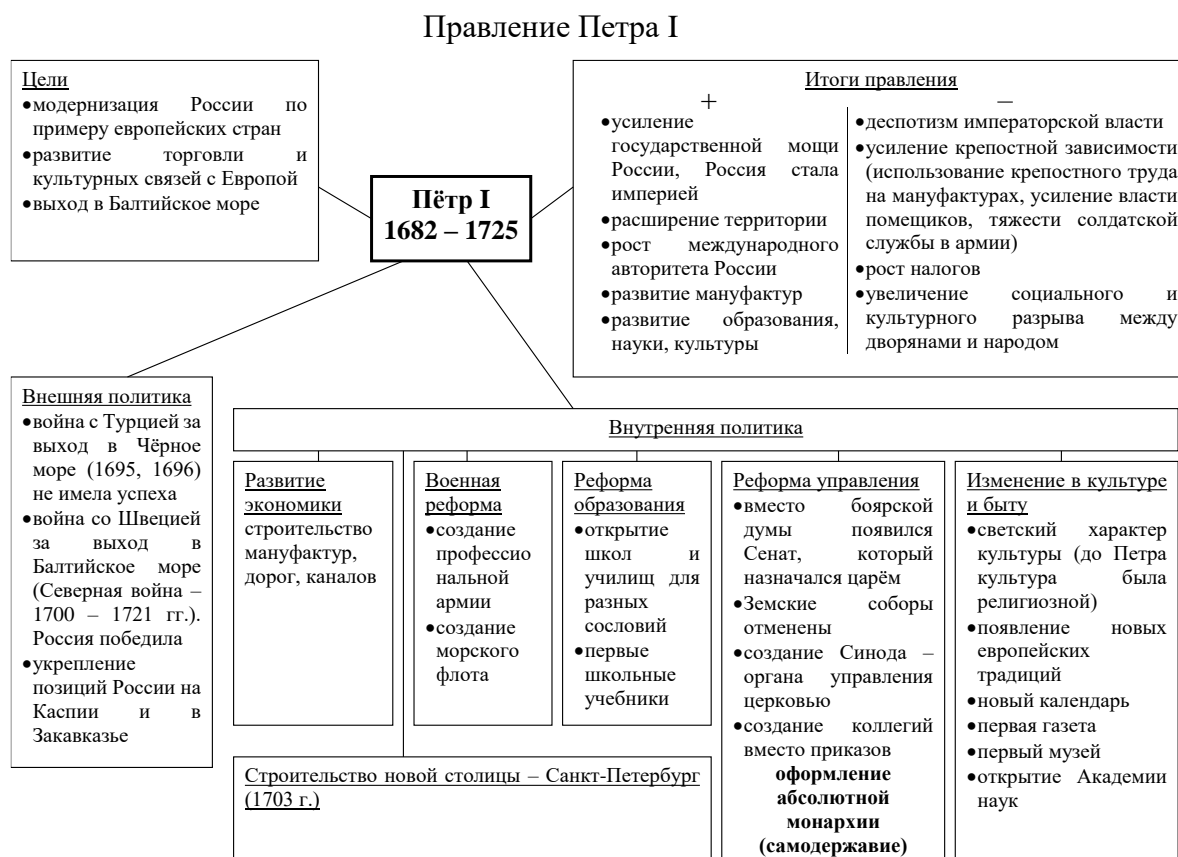 Правление Петра I
Цели
•модернизация России по
примеру европейских стран
•развитие торговли и
культурных связей с Европой
•выход в Балтийское море
Пётр I
1682 – 1725
Итоги правления
+
•усиление
государственной мощи
России, Россия стала
империей
•расширение территории
•рост международного
авторитета России
•развитие мануфактур
•развитие образования,
науки, культуры
–
•деспотизм императорской власти
•усиление крепостной зависимости
(использование крепостного труда
на мануфактурах, усиление власти
помещиков, тяжести солдатской
службы в армии)
•рост налогов
•увеличение социального и
культурного разрыва между
дворянами и народом
Внешняя политика
•война с Турцией за
выход в Чёрное
море (1695, 1696)
не имела успеха
•война со Швецией
за выход в
Балтийское море
(Северная война –
1700 – 1721 гг.).
Россия победила
•укрепление
позиций России на
Каспии и в
Закавказье
Внутренняя политика
Развитие
экономики
строительство
мануфактур,
дорог, каналов
Военная
реформа
•создание
профессио
нальной
армии
•создание
морского
флота
Реформа
образования
•открытие
школ и
училищ для
разных
сословий
•первые
школьные
учебники
Реформа управления
•вместо боярской
думы появился
Сенат, который
назначался царём
•Земские соборы
отменены
•создание Синода –
органа управления
церковью
•создание коллегий
вместо приказов
оформление
абсолютной
монархии
(самодержавие)
Изменение в культуре
и быту
•светский характер
культуры (до Петра
культура была
религиозной)
•появление новых
европейских
традиций
•новый календарь
•первая газета
•первый музей
•открытие Академии
наук
Строительство новой столицы – Санкт-Петербург
(1703 г.)